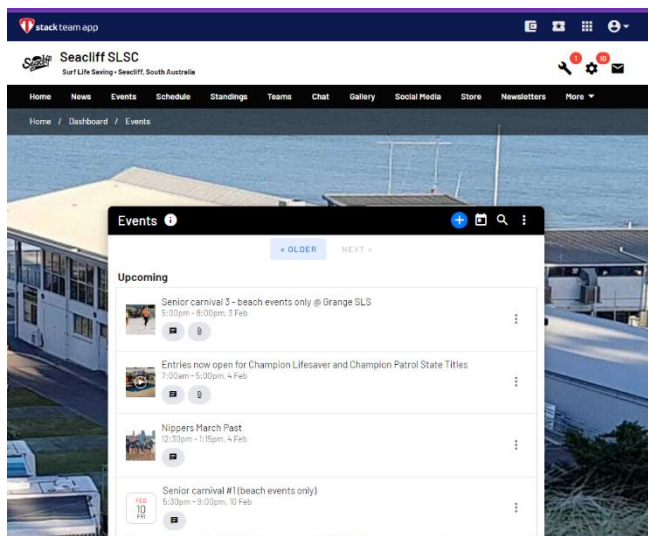 stack team app
Seacliff
Seacliff SLSC
Surf Life Saving • Seacliff, South Australia
1
10
Home News Events Schedule Standings Teams Chat Gallery Social Media Store Newsletters More
Home / Dashboard / Events
Events
« OLDER NEXT »
Upcoming
Senior carnival 3 - beach events only @ Grange SLS
5:00pm - 8:00pm, 3 Feb
Entries now open for Champion Lifesaver and Champion Patrol State Titles
7:00am - 5:00pm, 4 Feb
Nippers March Past
12:30pm - 1:15pm, 4 Feb
Senior carnival #1 (beach events only)
5:30pm - 9:00pm, 10 Feb
FEB
10
FRI